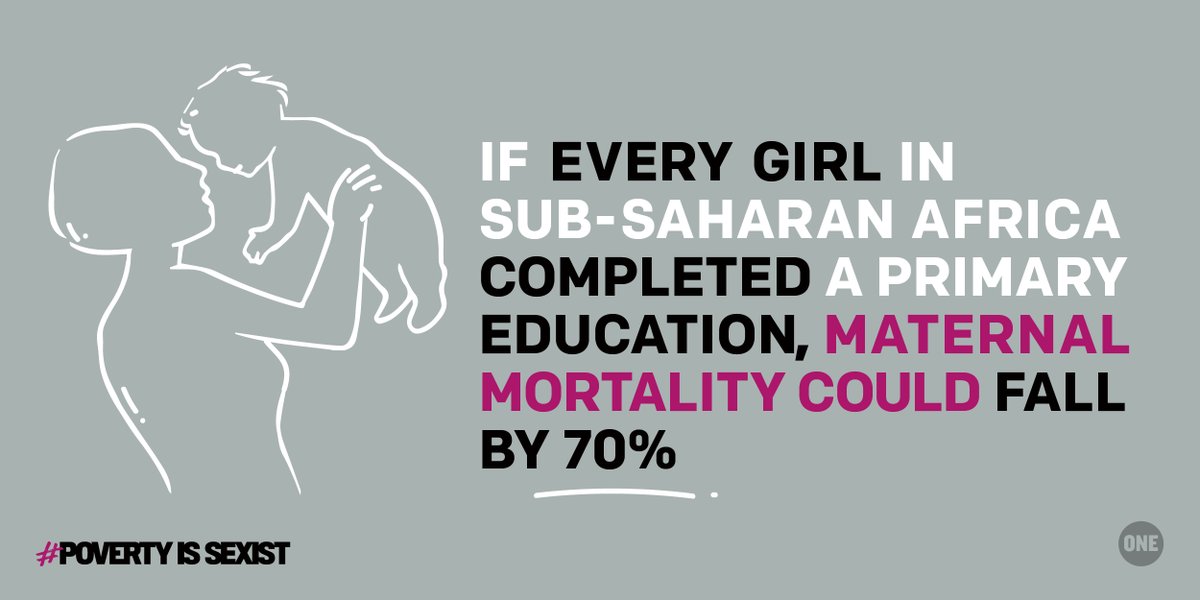 IF EVERY GIRL IN
SUB-SAHARAN AFRICA
COMPLETED A PRIMARY
EDUCATION, MATERNAL
MORTALITY COULD FALL
BY 70%
#POVERTY IS SEXIST
ONE